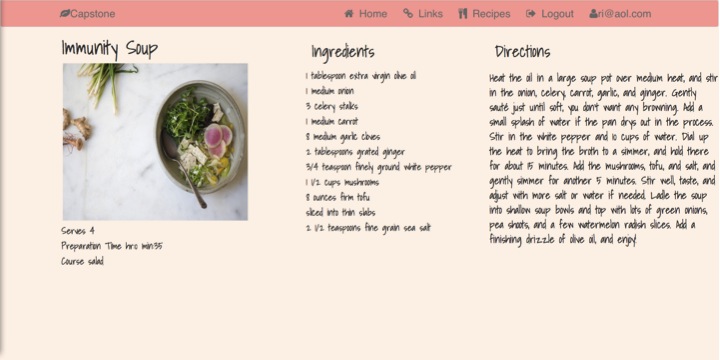 Capstone
Home Links Recipes Logout ri@aol.com
Immunity Soup
Serves 4
Preparation Time hr:0 min:35
Course salad
Ingredients
1 tablespoon extra virgin olive oil
1 medium onion
3 celery stalks
1 medium carrot
8 medium garlic cloves
2 tablespoons grated ginger
3/4 teaspoon finely ground white pepper
1 1/2 cups mushrooms
8 ounces firm tofu
sliced into thin slabs
2 1/2 teaspoons fine grain sea salt
Directions
Heat the oil in a large soup pot over medium heat, and stir
in the onion, celery, carrot, garlic, and ginger. Gently
sauté just until soft, you don't want any browning. Add a
small splash of water if the pan drys out in the process.
Stir in the white pepper and 10 cups of water. Dial up
the heat to bring the broth to a simmer, and hold there
for about 15 minutes. Add the mushrooms, tofu, and salt, and
gently simmer for another 5 minutes. Stir well, taste, and
adjust with more salt or water if needed. Ladle the soup
into shallow soup bowls and top with lots of green onions,
pea shoots, and a few watermelon radish slices. Add a
finishing drizzle of olive oil, and enjoy!